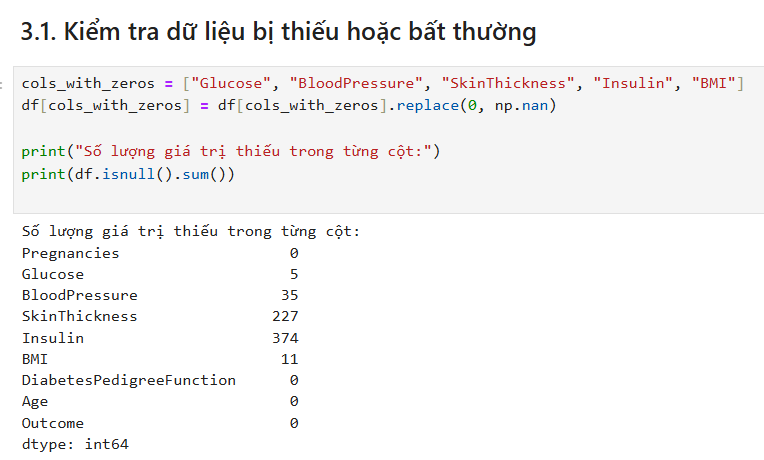 3.1. Kiểm tra dữ liệu bị thiếu hoặc bất thường
cols_with_zeros = ["Glucose", "BloodPressure", "SkinThickness", "Insulin", "BMI"]
df[cols_with_zeros] = df[cols_with_zeros].replace(0, np.nan)
print("Số lượng giá trị thiếu trong từng cột:")
print(df.isnull().sum())
Số lượng giá trị thiếu trong từng cột:
Pregnancies 0
Glucose 5
BloodPressure 35
SkinThickness 227
Insulin 374
BMI 11
DiabetesPedigreeFunction 0
Age 0
Outcome 0
dtype: int64